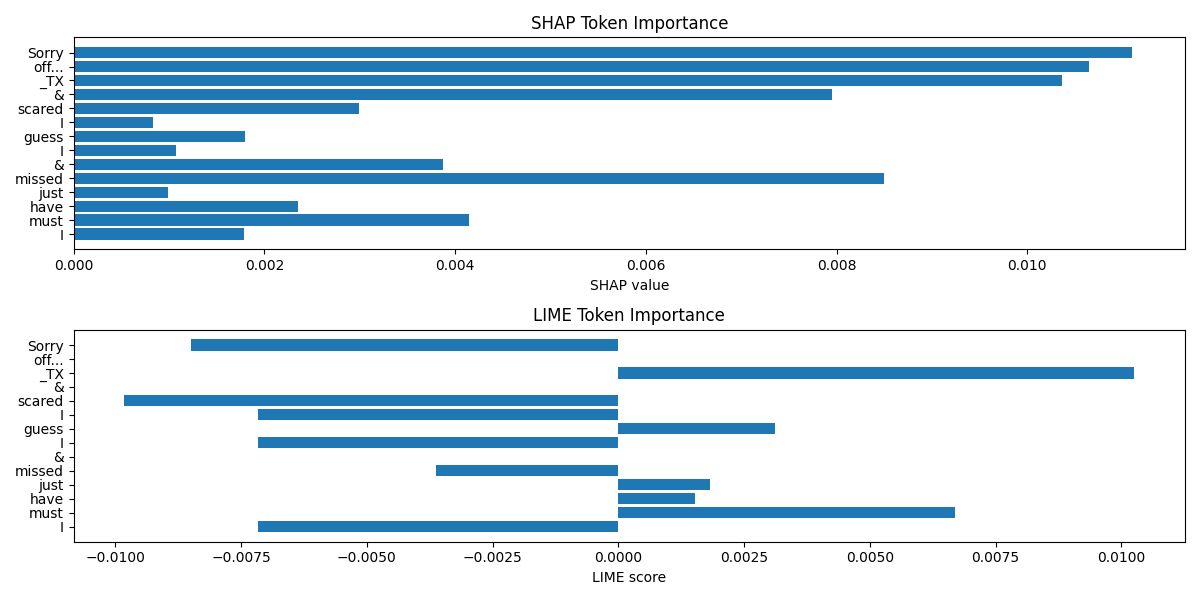 SHAP Token Importance
Sorry
off...
_TX
&
scared
I
guess
I
&
missed
just
have
must
I
0.000 0.002 0.004 0.006 0.008 0.010
SHAP value
LIME Token Importance
Sorry
off...
_TX
&
scared
I
guess
I
&
missed
just
have
must
I
−0.0100 −0.0075 −0.0050 −0.0025 0.0000 0.0025 0.0050 0.0075 0.0100
LIME score